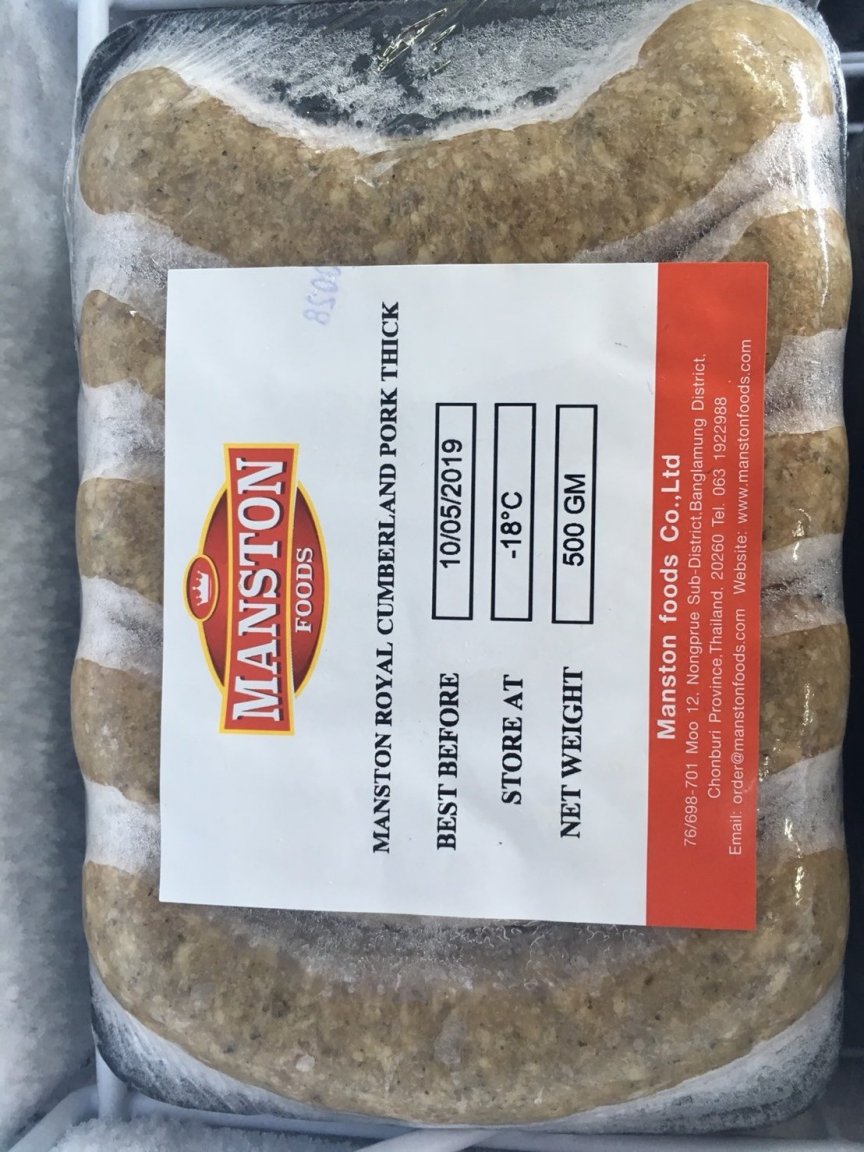 MANSTON
FOODS
MANSTON ROYAL CUMBERLAND PORK THICK
BEST BEFORE 10/05/2019
STORE AT -18°C
NET WEIGHT 500 GM
Manston foods Co.,Ltd
76/698-701 Moo 12, Nongprue Sub-District,Banglamung District,
Chonburi Province,Thailand, 20260 Tel. 063 1922988
Email: order@manstonfoods.com Website: www.manstonfoods.com